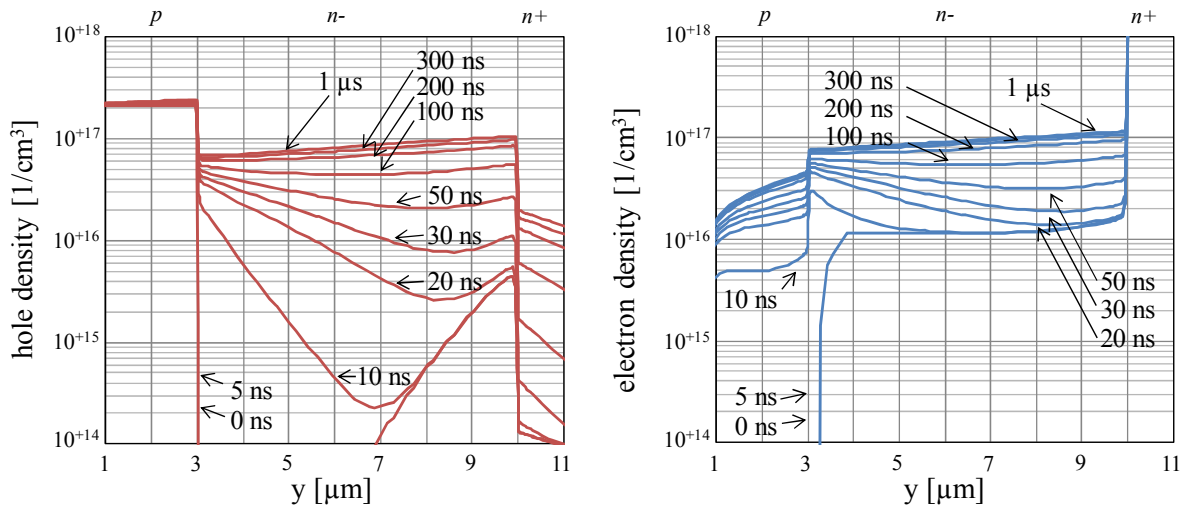 p n- n+
10+18
10+17
10+16
10+15
10+14
hole density [1/cm3]
300 ns
1 µs
200 ns
100 ns
50 ns
30 ns
20 ns
10 ns
5 ns
0 ns
1 3 5 7 9 11
y [µm]
p n- n+
10+18
10+17
10+16
10+15
10+14
electron density [1/cm3]
300 ns
1 µs
200 ns
100 ns
10 ns
50 ns
30 ns
20 ns
5 ns
0 ns
1 3 5 7 9 11
y [µm]